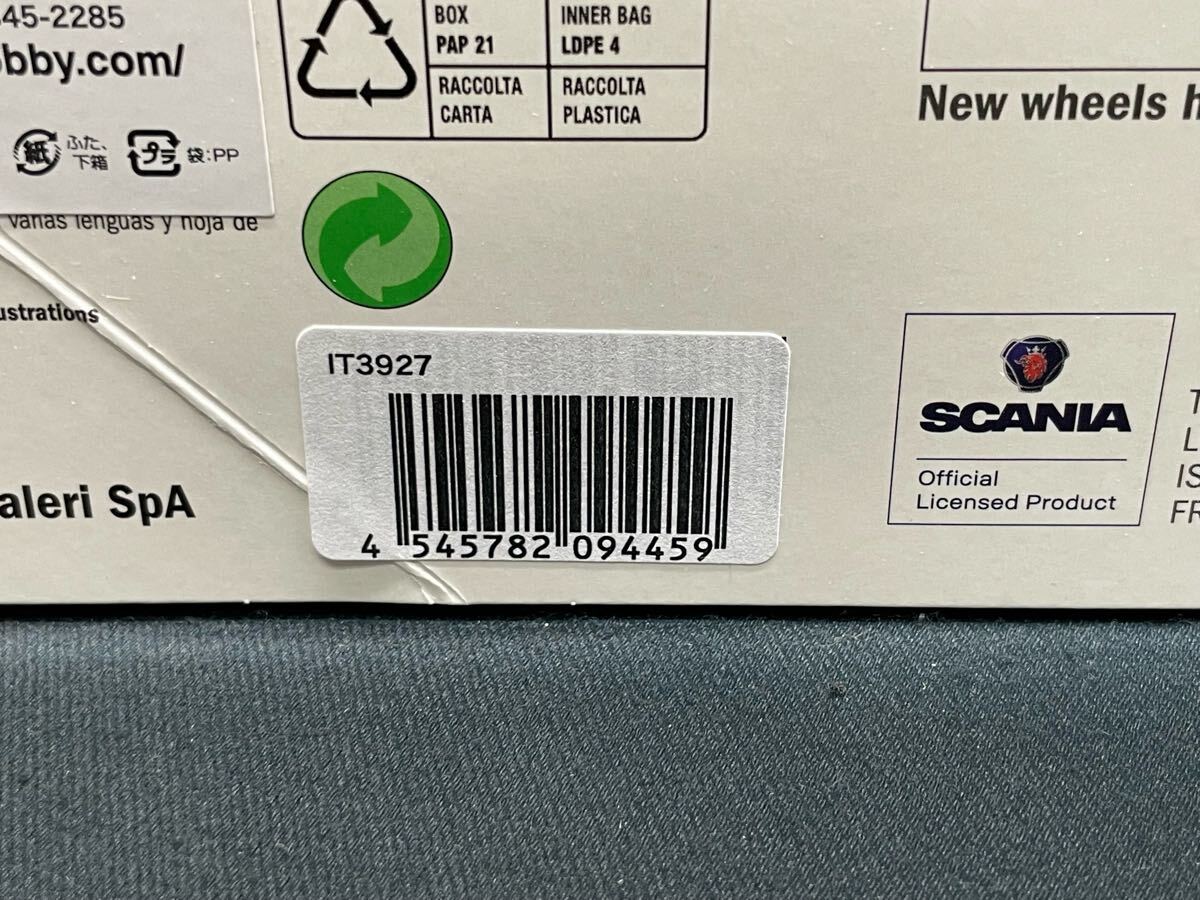 45-2285
bby.com/
紙
ふた、
下箱
プラ
袋:PP
varias lenguas y hoja de
ustrations
aleri SpA
BOX
PAP 21
INNER BAG
LDPE 4
RACCOLTA
CARTA
RACCOLTA
PLASTICA
IT3927
4 545782 094459
New wheels h
SCANIA
Official
Licensed Product
T
L
IS
FR